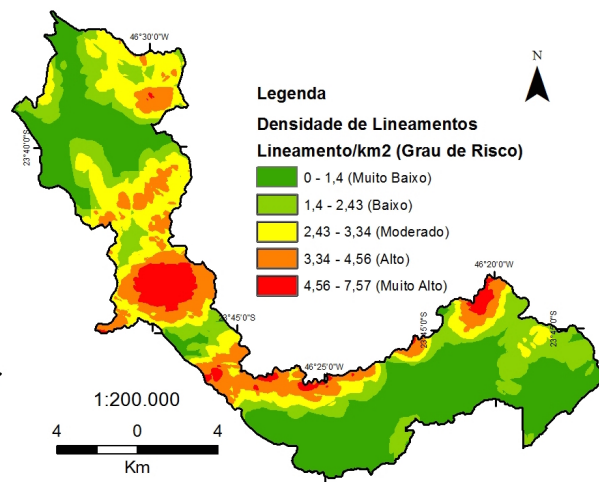 46°30'0"W
N
Legenda
Densidade de Lineamentos
Lineamento/km2 (Grau de Risco)
23°40'0"S
0 - 1,4 (Muito Baixo)
1,4 - 2,43 (Baixo)
2,43 - 3,34 (Moderado)
3,34 - 4,56 (Alto)
4,56 - 7,57 (Muito Alto)
46°20'0"W
23°45'0"S
23°45'0"S
23°45'0"S
46°25'0"W
1:200.000
4 0 4
Km